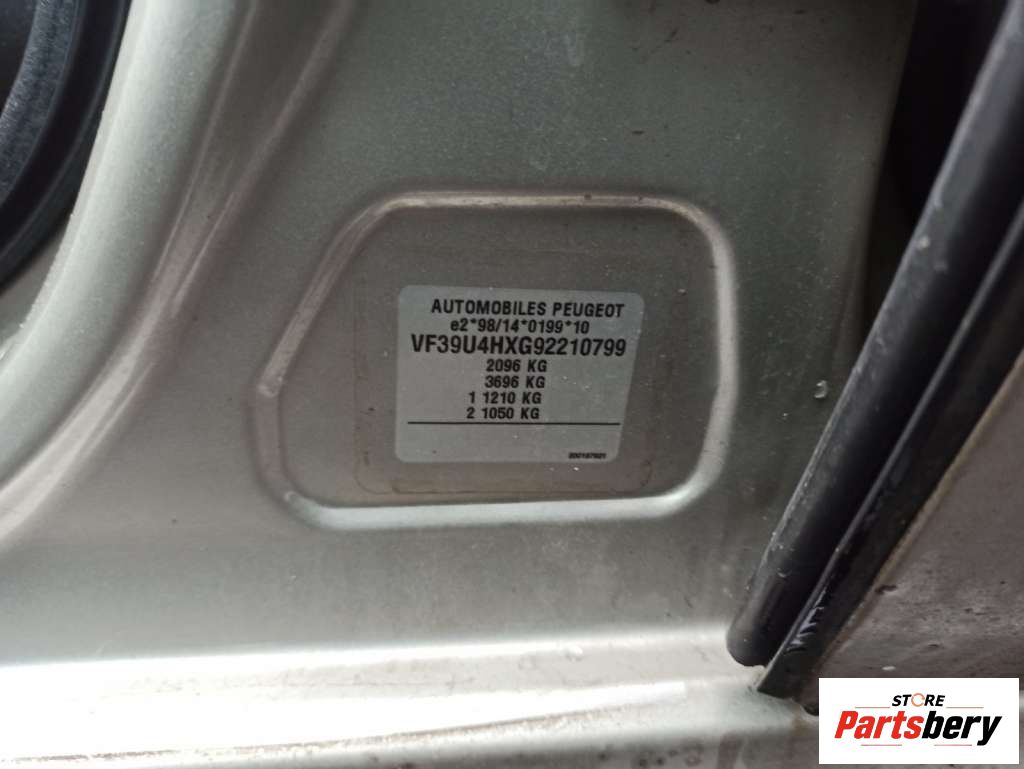 AUTOMOBILES PEUGEOT
e2*98/14*0199*10
VF39U4HXG92210799
2096 KG
3696 KG
1 1210 KG
2 1050 KG
STORE
Partsbery